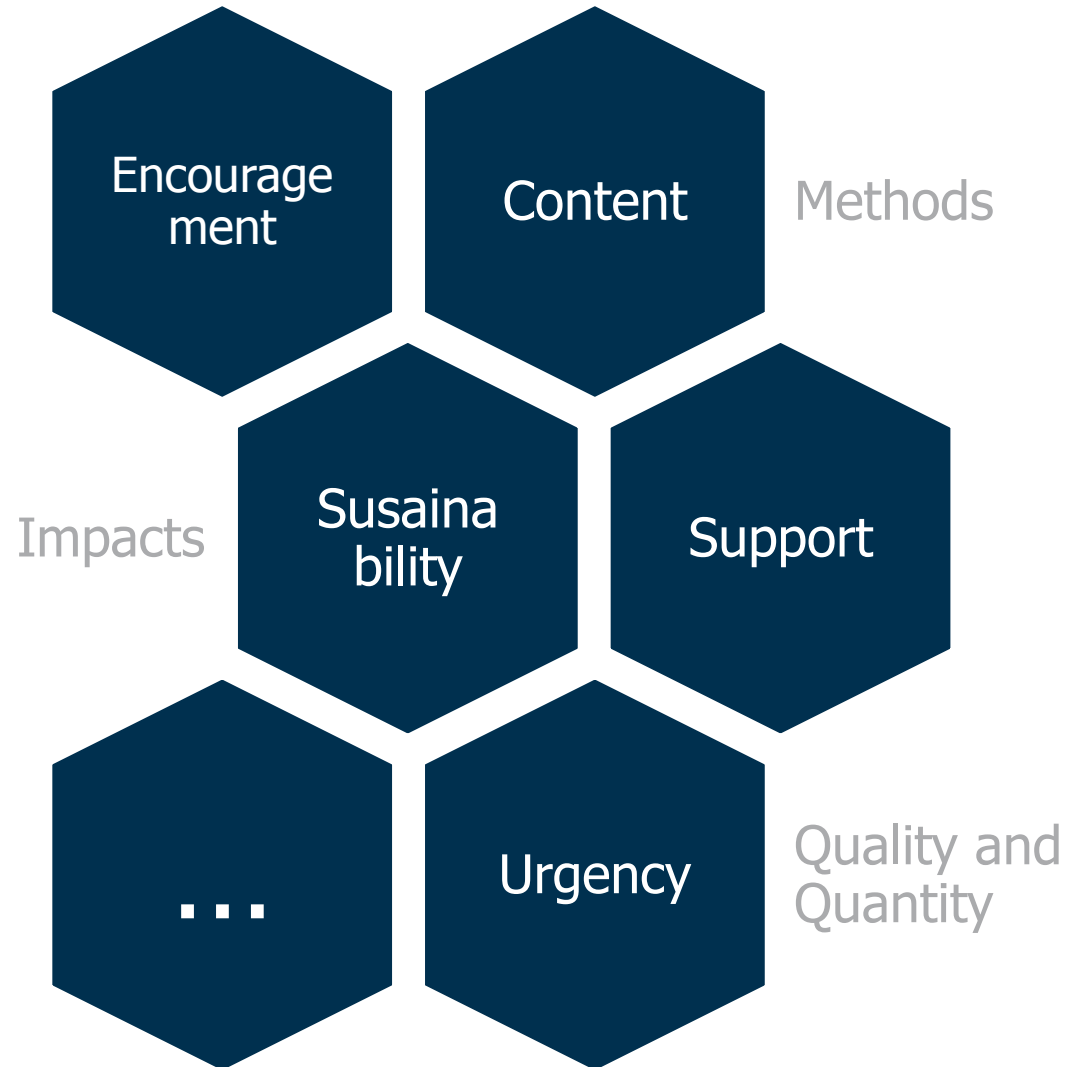 Encourage
ment
Content
Methods
Impacts
Susaina
bility
Support
...
Urgency
Quality and
Quantity